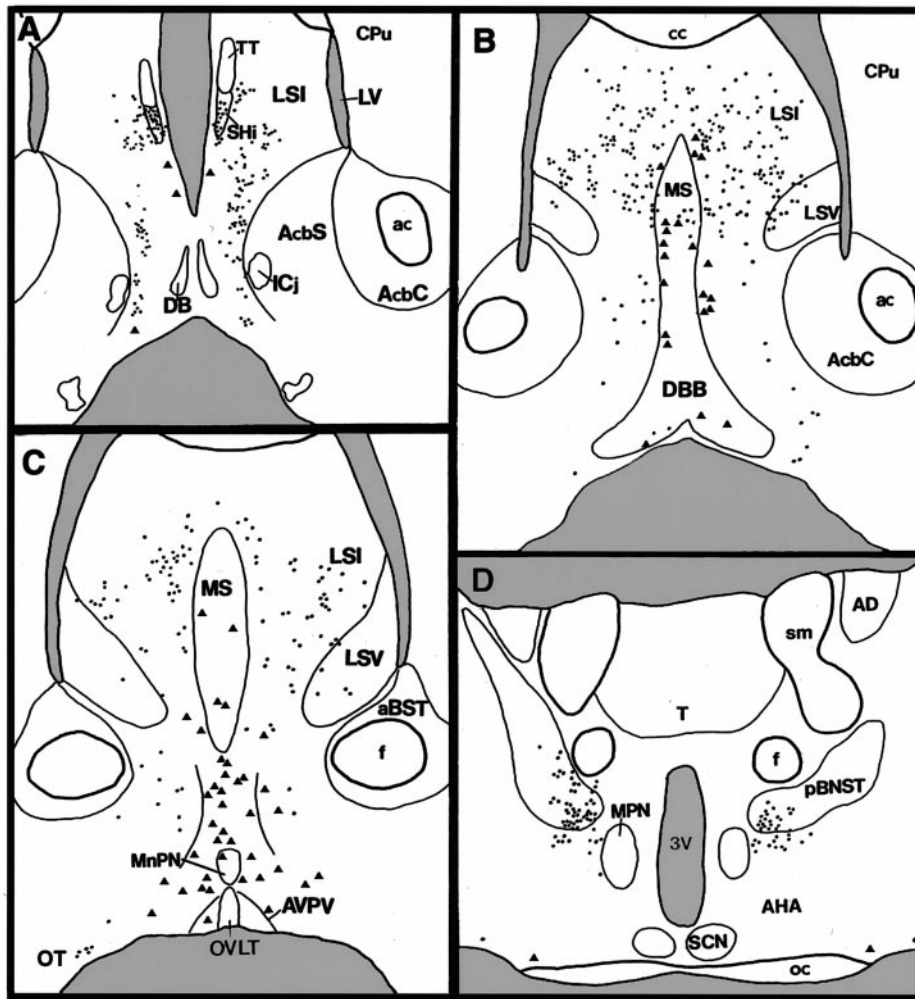 A
CPu
TT
LSI
LV
SHi
AcbS
ac
ICj
DB
AcbC
B
cc
CPu
LSI
MS
LSV
ac
AcbC
DBB
C
LSI
MS
LSV
aBST
f
MnPN
AVPV
OT
OVLT
D
AD
sm
T
f
pBNST
MPN
3V
AHA
SCN
oc